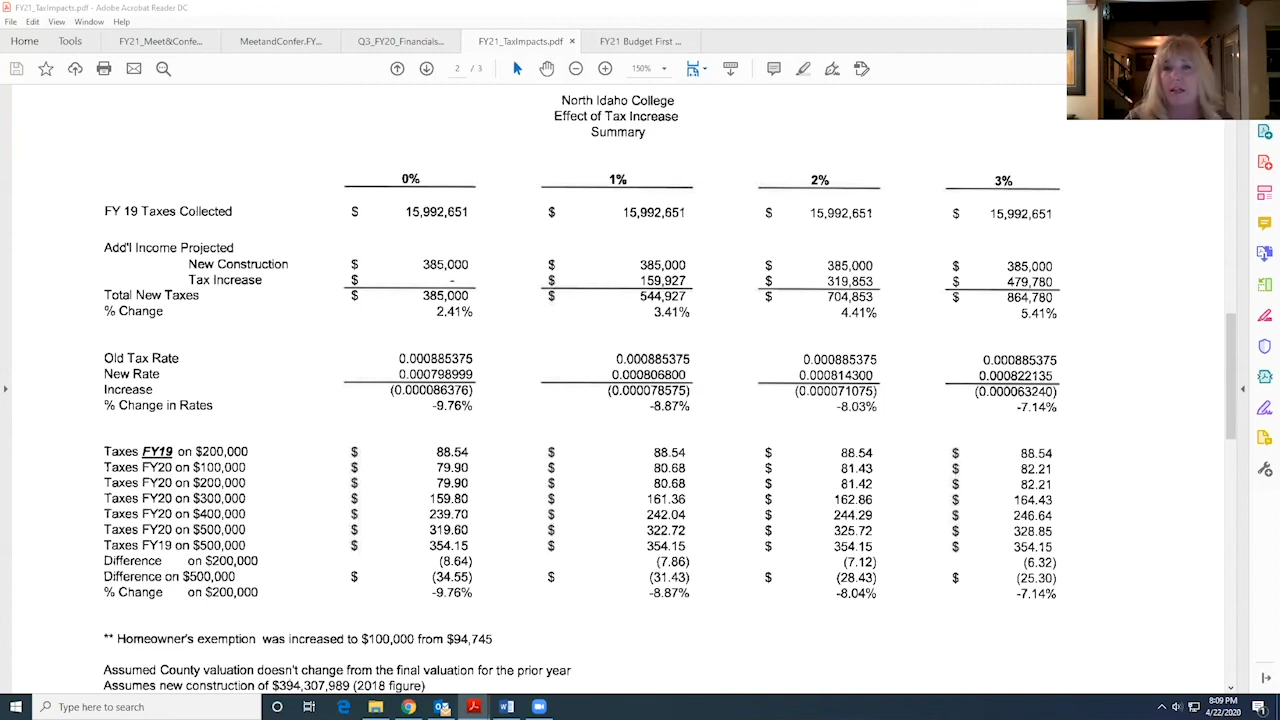 FY21_TaxImpacts.pdf - Adobe Acrobat Reader DC
File Edit View Window Help
Home Tools FY21_Meet&Confe... MeetandConfer.FY... Q3_FY20_Financials... FY21_TaxImpacts.pdf × FY21 Budget First ...
2 / 3 150%
North Idaho College
Effect of Tax Increase
Summary
0% 1% 2% 3%
FY 19 Taxes Collected $ 15,992,651 $ 15,992,651 $ 15,992,651 $ 15,992,651
Add'l Income Projected
New Construction $ 385,000 $ 385,000 $ 385,000 $ 385,000
Tax Increase $ - $ 159,927 $ 319,853 $ 479,780
Total New Taxes $ 385,000 $ 544,927 $ 704,853 $ 864,780
% Change 2.41% 3.41% 4.41% 5.41%
Old Tax Rate 0.000885375 0.000885375 0.000885375 0.000885375
New Rate 0.000798999 0.000806800 0.000814300 0.000822135
Increase (0.000086376) (0.000078575) (0.000071075) (0.000063240)
% Change in Rates -9.76% -8.87% -8.03% -7.14%
Taxes FY19 on $200,000 $ 88.54 $ 88.54 $ 88.54 $ 88.54
Taxes FY20 on $100,000 $ 79.90 $ 80.68 $ 81.43 $ 82.21
Taxes FY20 on $200,000 $ 79.90 $ 80.68 $ 81.42 $ 82.21
Taxes FY20 on $300,000 $ 159.80 $ 161.36 $ 162.86 $ 164.43
Taxes FY20 on $400,000 $ 239.70 $ 242.04 $ 244.29 $ 246.64
Taxes FY20 on $500,000 $ 319.60 $ 322.72 $ 325.72 $ 328.85
Taxes FY19 on $500,000 $ 354.15 $ 354.15 $ 354.15 $ 354.15
Difference on $200,000 (8.64) (7.86) (7.12) (6.32)
Difference on $500,000 $ (34.55) $ (31.43) $ (28.43) $ (25.30)
% Change on $200,000 -9.76% -8.87% -8.04% -7.14%
** Homeowner's exemption was increased to $100,000 from $94,745
Assumed County valuation doesn't change from the final valuation for the prior year
Assumes new construction of $394,307,989 (2018 figure)
Type here to search
8:09 PM
4/22/2020